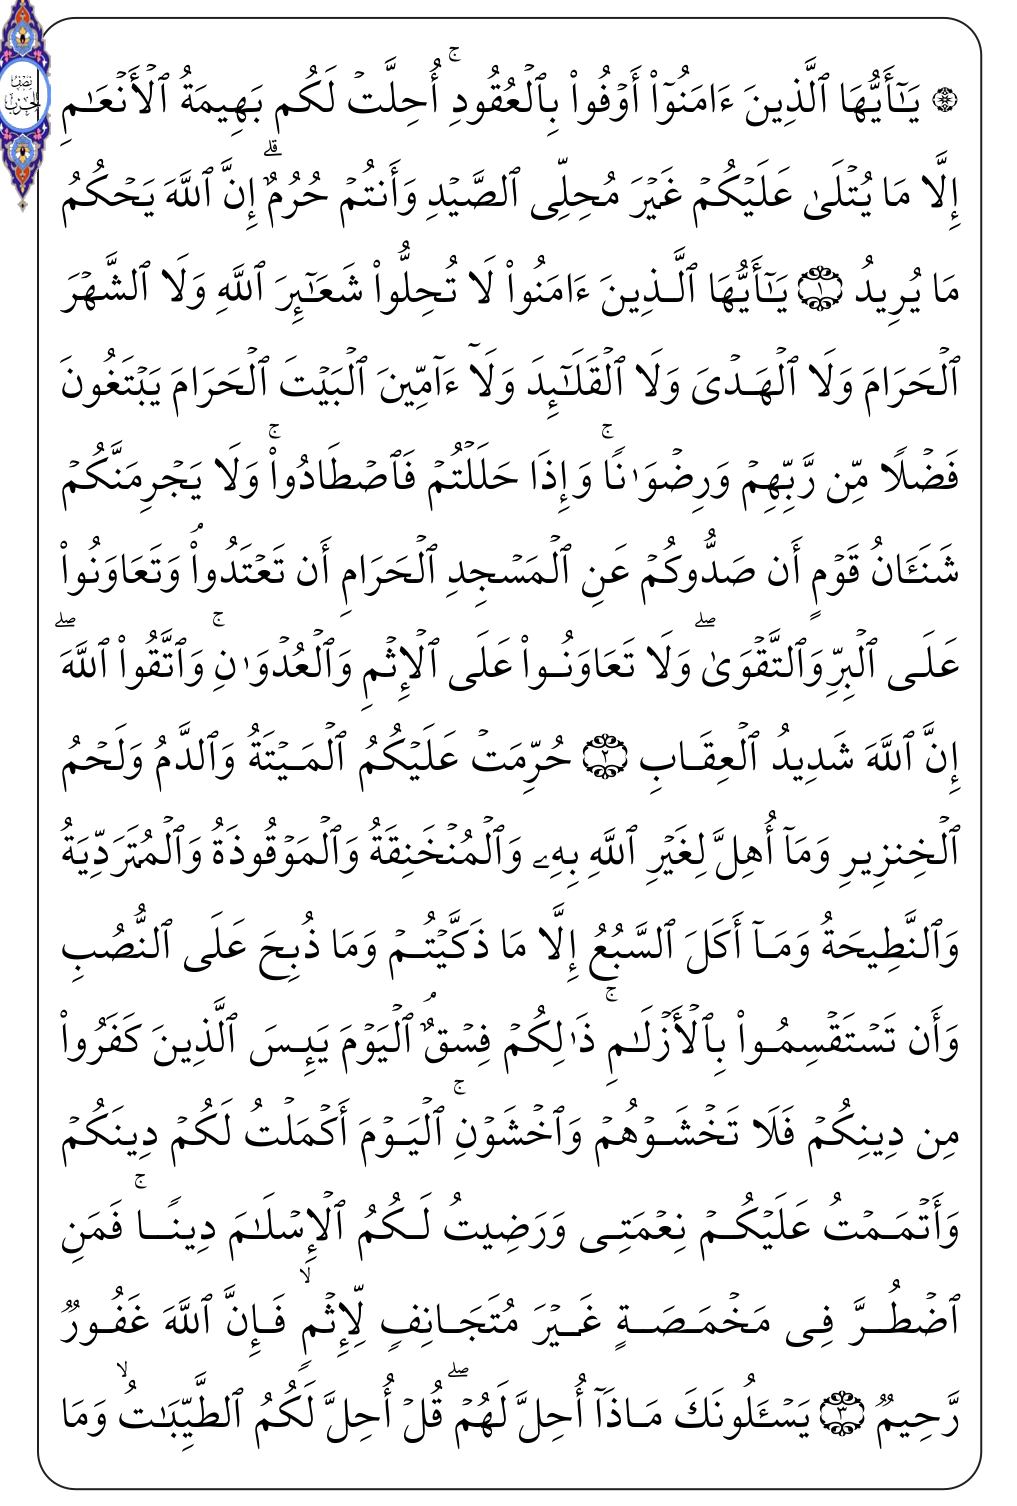 نصف
الحزب
۞ يَـٰٓأَيُّهَا ٱلَّذِينَ ءَامَنُوٓا۟ أَوْفُوا۟ بِٱلْعُقُودِ ۚ أُحِلَّتْ لَكُم بَهِيمَةُ ٱلْأَنْعَـٰمِ
إِلَّا مَا يُتْلَىٰ عَلَيْكُمْ غَيْرَ مُحِلِّى ٱلصَّيْدِ وَأَنتُمْ حُرُمٌ ۗ إِنَّ ٱللَّهَ يَحْكُمُ
مَا يُرِيدُ ١ يَـٰٓأَيُّهَا ٱلَّذِينَ ءَامَنُوا۟ لَا تُحِلُّوا۟ شَعَـٰٓئِرَ ٱللَّهِ وَلَا ٱلشَّهْرَ
ٱلْحَرَامَ وَلَا ٱلْهَدْىَ وَلَا ٱلْقَلَـٰٓئِدَ وَلَآ ءَآمِّينَ ٱلْبَيْتَ ٱلْحَرَامَ يَبْتَغُونَ
فَضْلًا مِّن رَّبِّهِمْ وَرِضْوَٰنًا ۚ وَإِذَا حَلَلْتُمْ فَٱصْطَادُوا۟ ۚ وَلَا يَجْرِمَنَّكُمْ
شَنَـَٔانُ قَوْمٍ أَن صَدُّوكُمْ عَنِ ٱلْمَسْجِدِ ٱلْحَرَامِ أَن تَعْتَدُوا۟ ۘ وَتَعَاوَنُوا۟
عَلَى ٱلْبِرِّ وَٱلتَّقْوَىٰ ۖ وَلَا تَعَاوَنُوا۟ عَلَى ٱلْإِثْمِ وَٱلْعُدْوَٰنِ ۚ وَٱتَّقُوا۟ ٱللَّهَ ۖ
إِنَّ ٱللَّهَ شَدِيدُ ٱلْعِقَابِ ٢ حُرِّمَتْ عَلَيْكُمُ ٱلْمَيْتَةُ وَٱلدَّمُ وَلَحْمُ
ٱلْخِنزِيرِ وَمَآ أُهِلَّ لِغَيْرِ ٱللَّهِ بِهِۦ وَٱلْمُنْخَنِقَةُ وَٱلْمَوْقُوذَةُ وَٱلْمُتَرَدِّيَةُ
وَٱلنَّطِيحَةُ وَمَآ أَكَلَ ٱلسَّبُعُ إِلَّا مَا ذَكَّيْتُمْ وَمَا ذُبِحَ عَلَى ٱلنُّصُبِ
وَأَن تَسْتَقْسِمُوا۟ بِٱلْأَزْلَـٰمِ ۚ ذَٰلِكُمْ فِسْقٌ ۘ ٱلْيَوْمَ يَئِسَ ٱلَّذِينَ كَفَرُوا۟
مِن دِينِكُمْ فَلَا تَخْشَوْهُمْ وَٱخْشَوْنِ ۚ ٱلْيَوْمَ أَكْمَلْتُ لَكُمْ دِينَكُمْ
وَأَتْمَمْتُ عَلَيْكُمْ نِعْمَتِى وَرَضِيتُ لَكُمُ ٱلْإِسْلَـٰمَ دِينًا ۚ فَمَنِ
ٱضْطُرَّ فِى مَخْمَصَةٍ غَيْرَ مُتَجَانِفٍ لِّإِثْمٍ ۙ فَإِنَّ ٱللَّهَ غَفُورٌ
رَّحِيمٌ ٣ يَسْـَٔلُونَكَ مَاذَآ أُحِلَّ لَهُمْ ۖ قُلْ أُحِلَّ لَكُمُ ٱلطَّيِّبَـٰتُ ۙ وَمَا